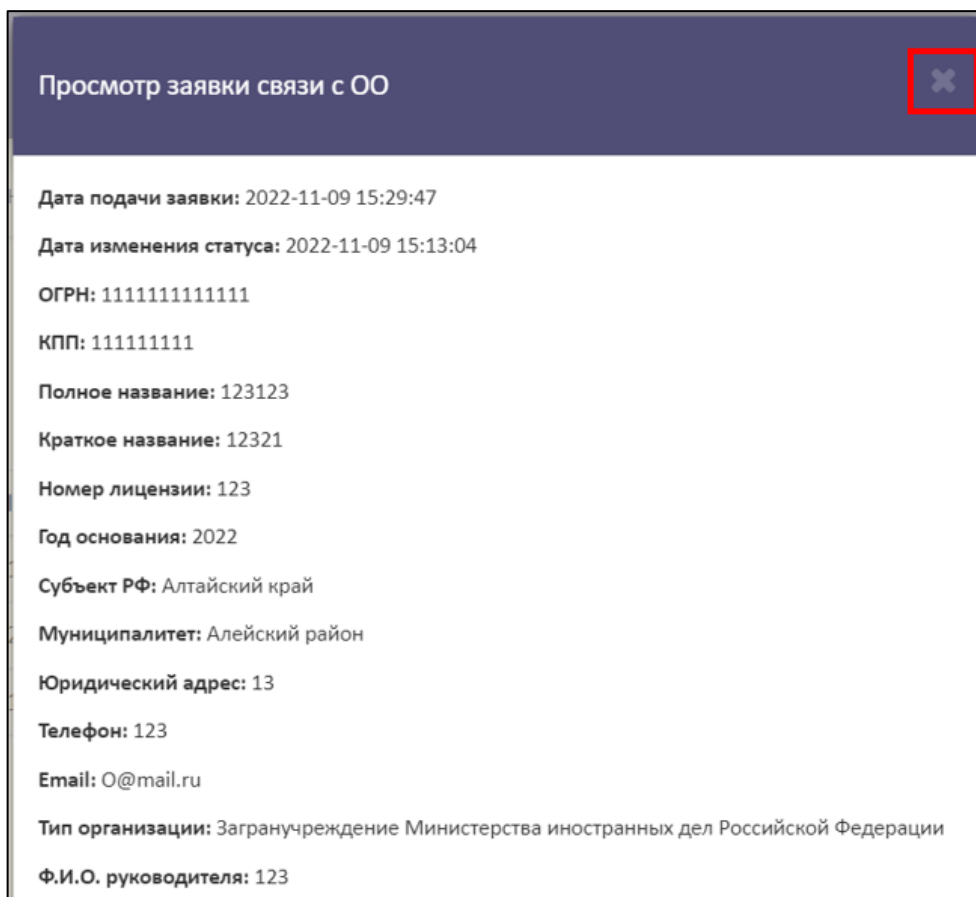 Просмотр заявки связи с ОО
Дата подачи заявки: 2022-11-09 15:29:47
Дата изменения статуса: 2022-11-09 15:13:04
ОГРН: 1111111111111
КПП: 111111111
Полное название: 123123
Краткое название: 12321
Номер лицензии: 123
Год основания: 2022
Субъект РФ: Алтайский край
Муниципалитет: Алейский район
Юридический адрес: 13
Телефон: 123
Email: O@mail.ru
Тип организации: Загранучреждение Министерства иностранных дел Российской Федерации
Ф.И.О. руководителя: 123